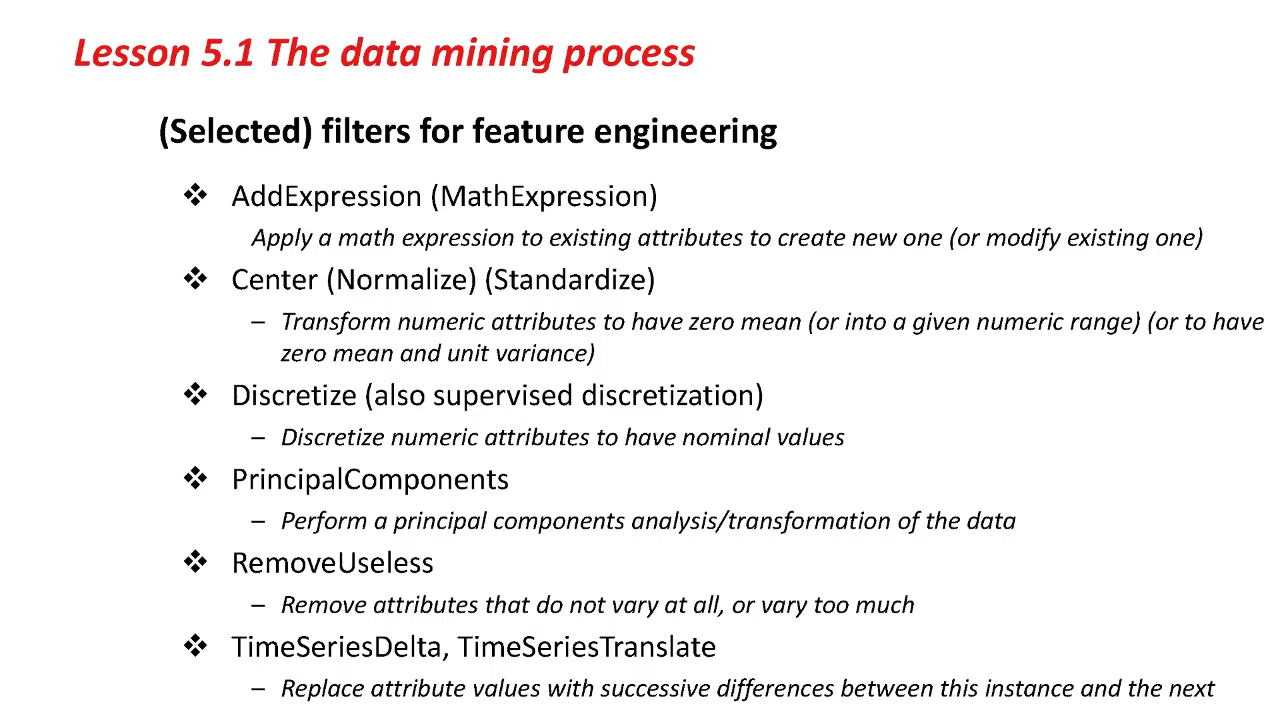 Lesson 5.1 The data mining process
(Selected) filters for feature engineering
❖ AddExpression (MathExpression)
Apply a math expression to existing attributes to create new one (or modify existing one)
❖ Center (Normalize) (Standardize)
– Transform numeric attributes to have zero mean (or into a given numeric range) (or to have
zero mean and unit variance)
❖ Discretize (also supervised discretization)
– Discretize numeric attributes to have nominal values
❖ PrincipalComponents
– Perform a principal components analysis/transformation of the data
❖ RemoveUseless
– Remove attributes that do not vary at all, or vary too much
❖ TimeSeriesDelta, TimeSeriesTranslate
– Replace attribute values with successive differences between this instance and the next